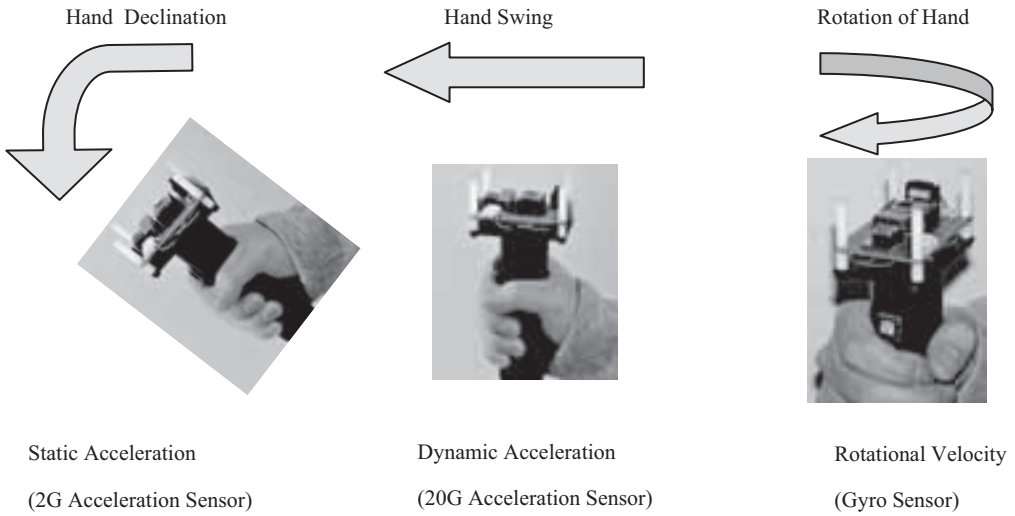 Hand Declination
Hand Swing
Rotation of Hand
Static Acceleration
(2G Acceleration Sensor)
Dynamic Acceleration
(20G Acceleration Sensor)
Rotational Velocity
(Gyro Sensor)